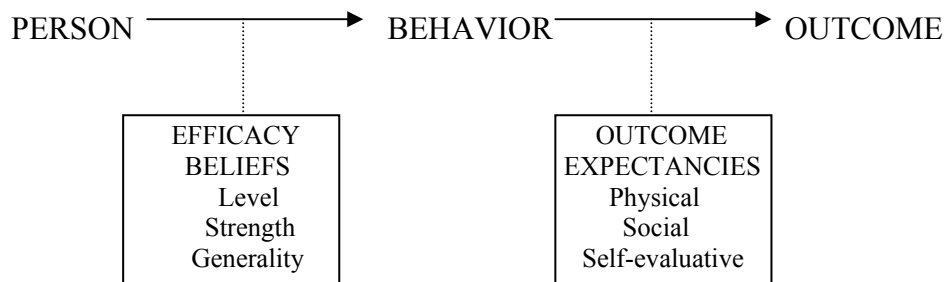 PERSON BEHAVIOR OUTCOME
EFFICACY
BELIEFS
Level
Strength
Generality
OUTCOME
EXPECTANCIES
Physical
Social
Self-evaluative